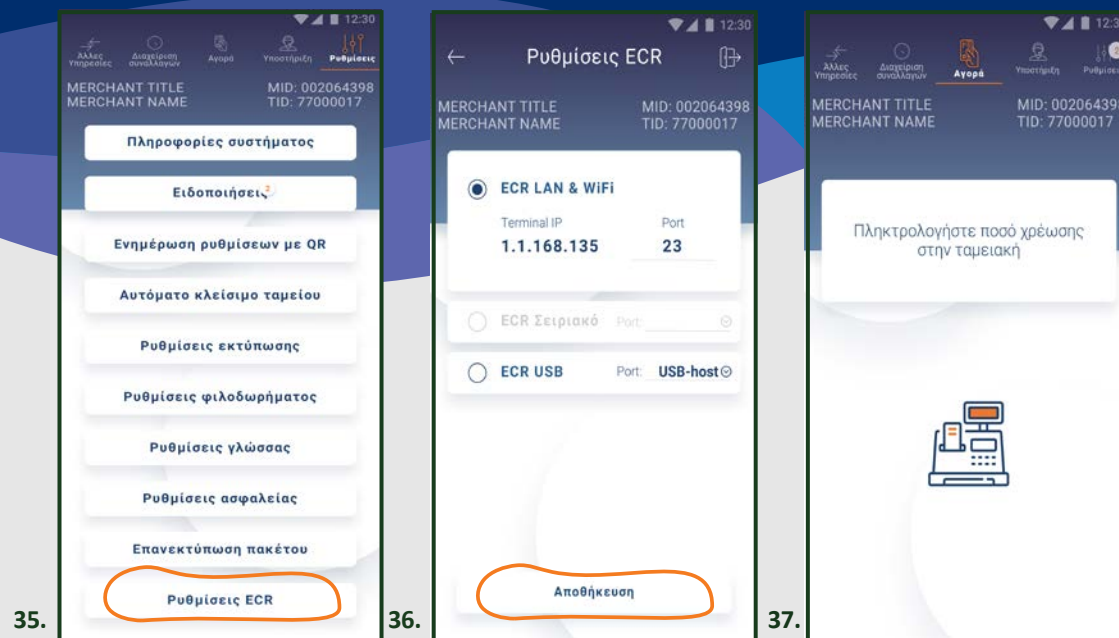 12:30
Άλλες Υπηρεσίες
Διαχείριση συναλλαγών
Αγορά
Υποστήριξη
Ρυθμίσεις
MERCHANT TITLE MID: 002064398
MERCHANT NAME TID: 77000017
Πληροφορίες συστήματος
Ειδοποιήσεις 2
Ενημέρωση ρυθμίσεων με QR
Αυτόματο κλείσιμο ταμείου
Ρυθμίσεις εκτύπωσης
Ρυθμίσεις φιλοδωρήματος
Ρυθμίσεις γλώσσας
Ρυθμίσεις ασφαλείας
Επανεκτύπωση πακέτου
Ρυθμίσεις ECR
35.
12:30
Ρυθμίσεις ECR
MERCHANT TITLE MID: 002064398
MERCHANT NAME TID: 77000017
ECR LAN & WiFi
Terminal IP Port
1.1.168.135 23
ECR Σειριακό Port:
ECR USB Port: USB-host
Αποθήκευση
36.
12:3
Άλλες Υπηρεσίες
Διαχείριση συναλλαγών
Αγορά
Υποστήριξη
Ρυθμίσεις
MERCHANT TITLE MID: 00206439
MERCHANT NAME TID: 77000017
Πληκτρολογήστε ποσό χρέωσης
στην ταμειακή
37.